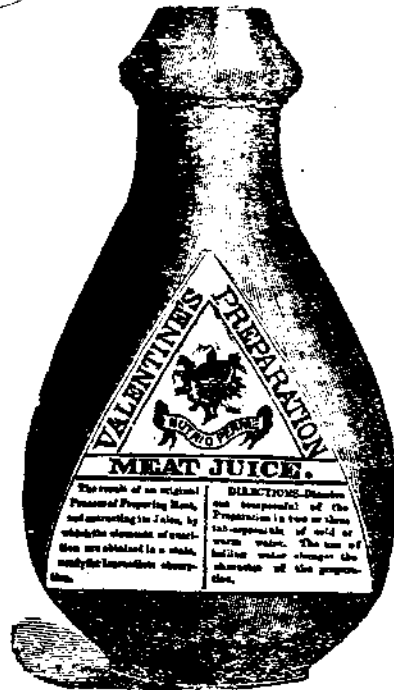 VALENTINE'S PREPARATION
NUTRIO
MEAT JUICE.
The result of an original
Process of Preparing Meat,
and extracting its Juice, by
which the elements of nutri-
tion are obtained in a state
ready for immediate absorp-
tion.
DIRECTIONS—Dissolve
one teaspoonful of the
Preparation in two or three
tablespoonfuls of cold or
warm water. The use of
boiling water changes the
character of the prepara-
tion.